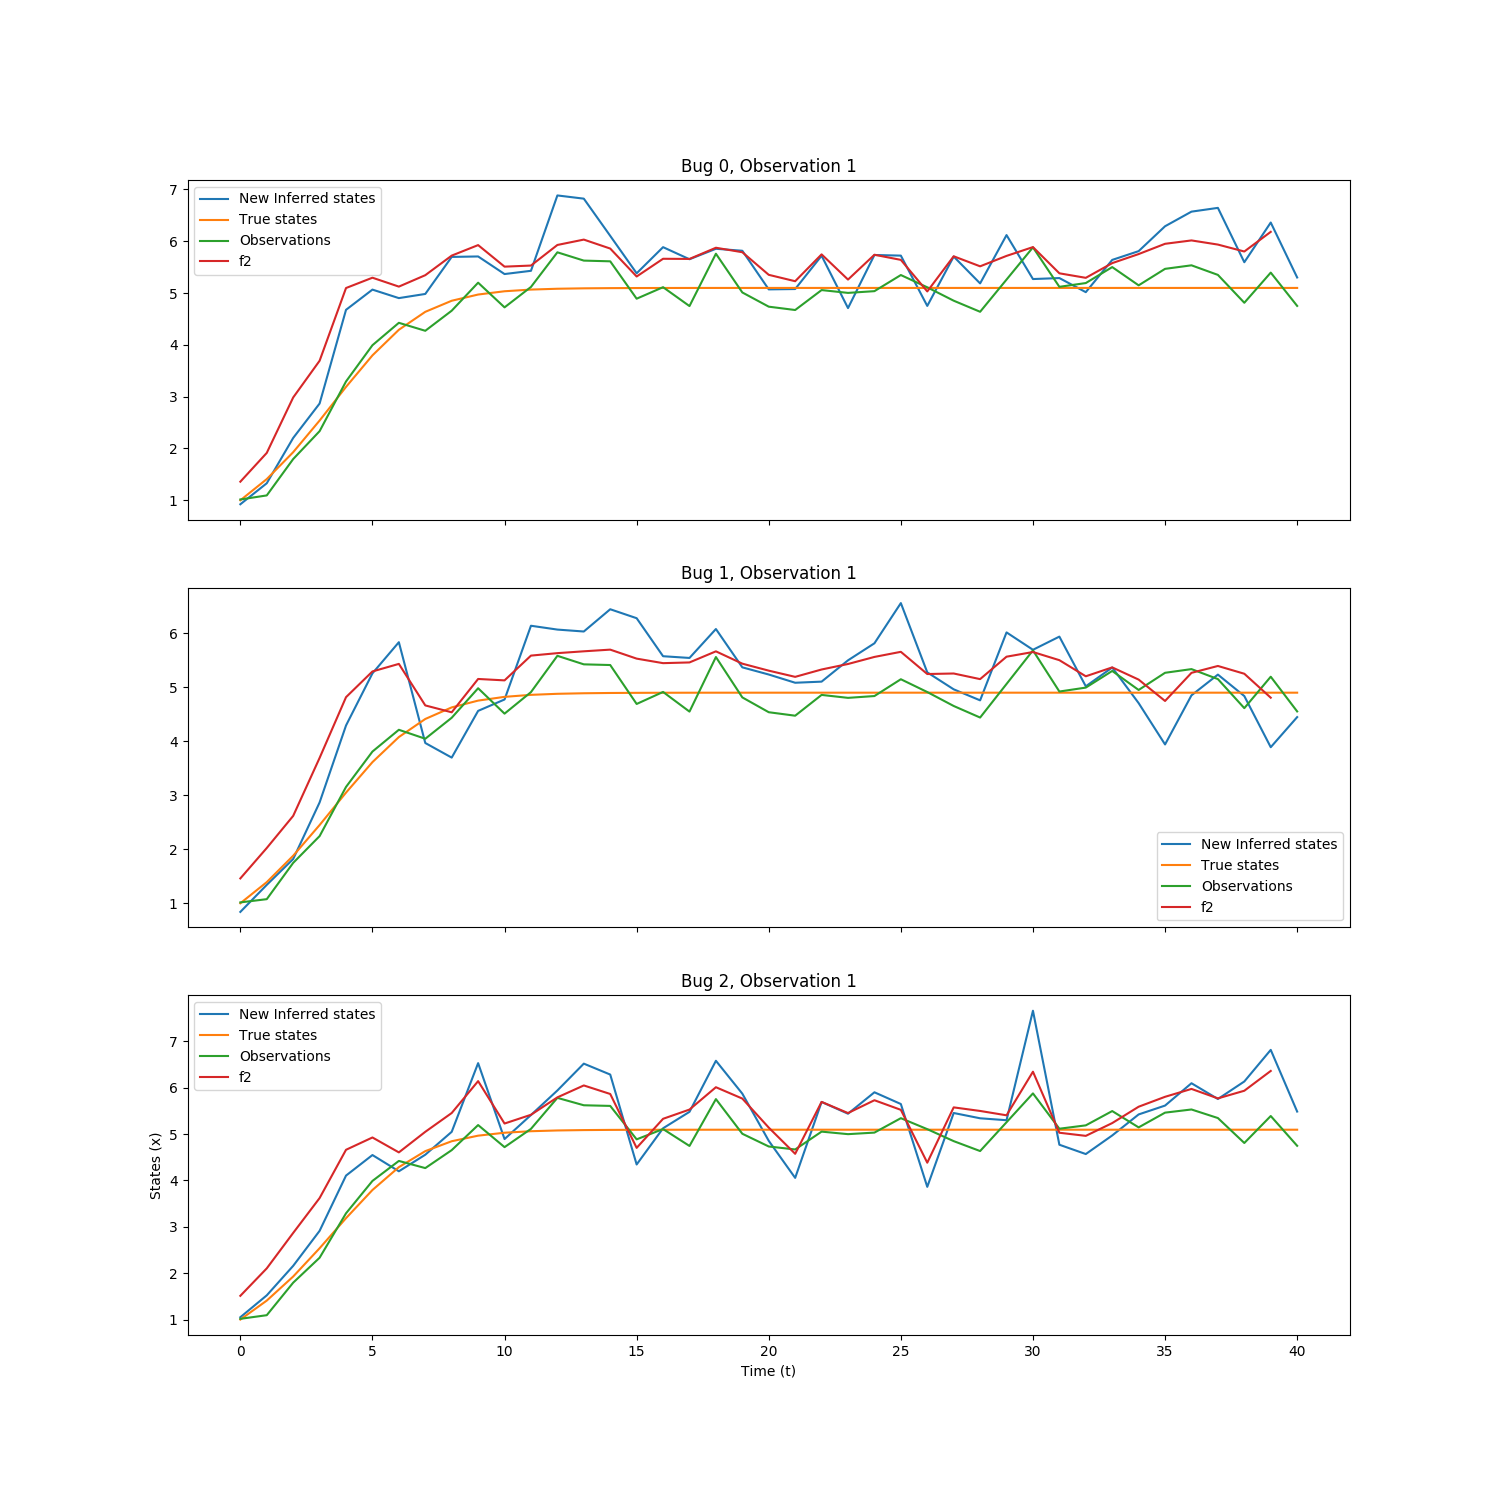 Bug 0, Observation 1
7
6
5
4
3
2
1
New Inferred states
True states
Observations
f2
Bug 1, Observation 1
6
5
4
3
2
1
New Inferred states
True states
Observations
f2
Bug 2, Observation 1
7
6
5
4
3
2
1
States (x)
New Inferred states
True states
Observations
f2
0 5 10 15 20 25 30 35 40
Time (t)